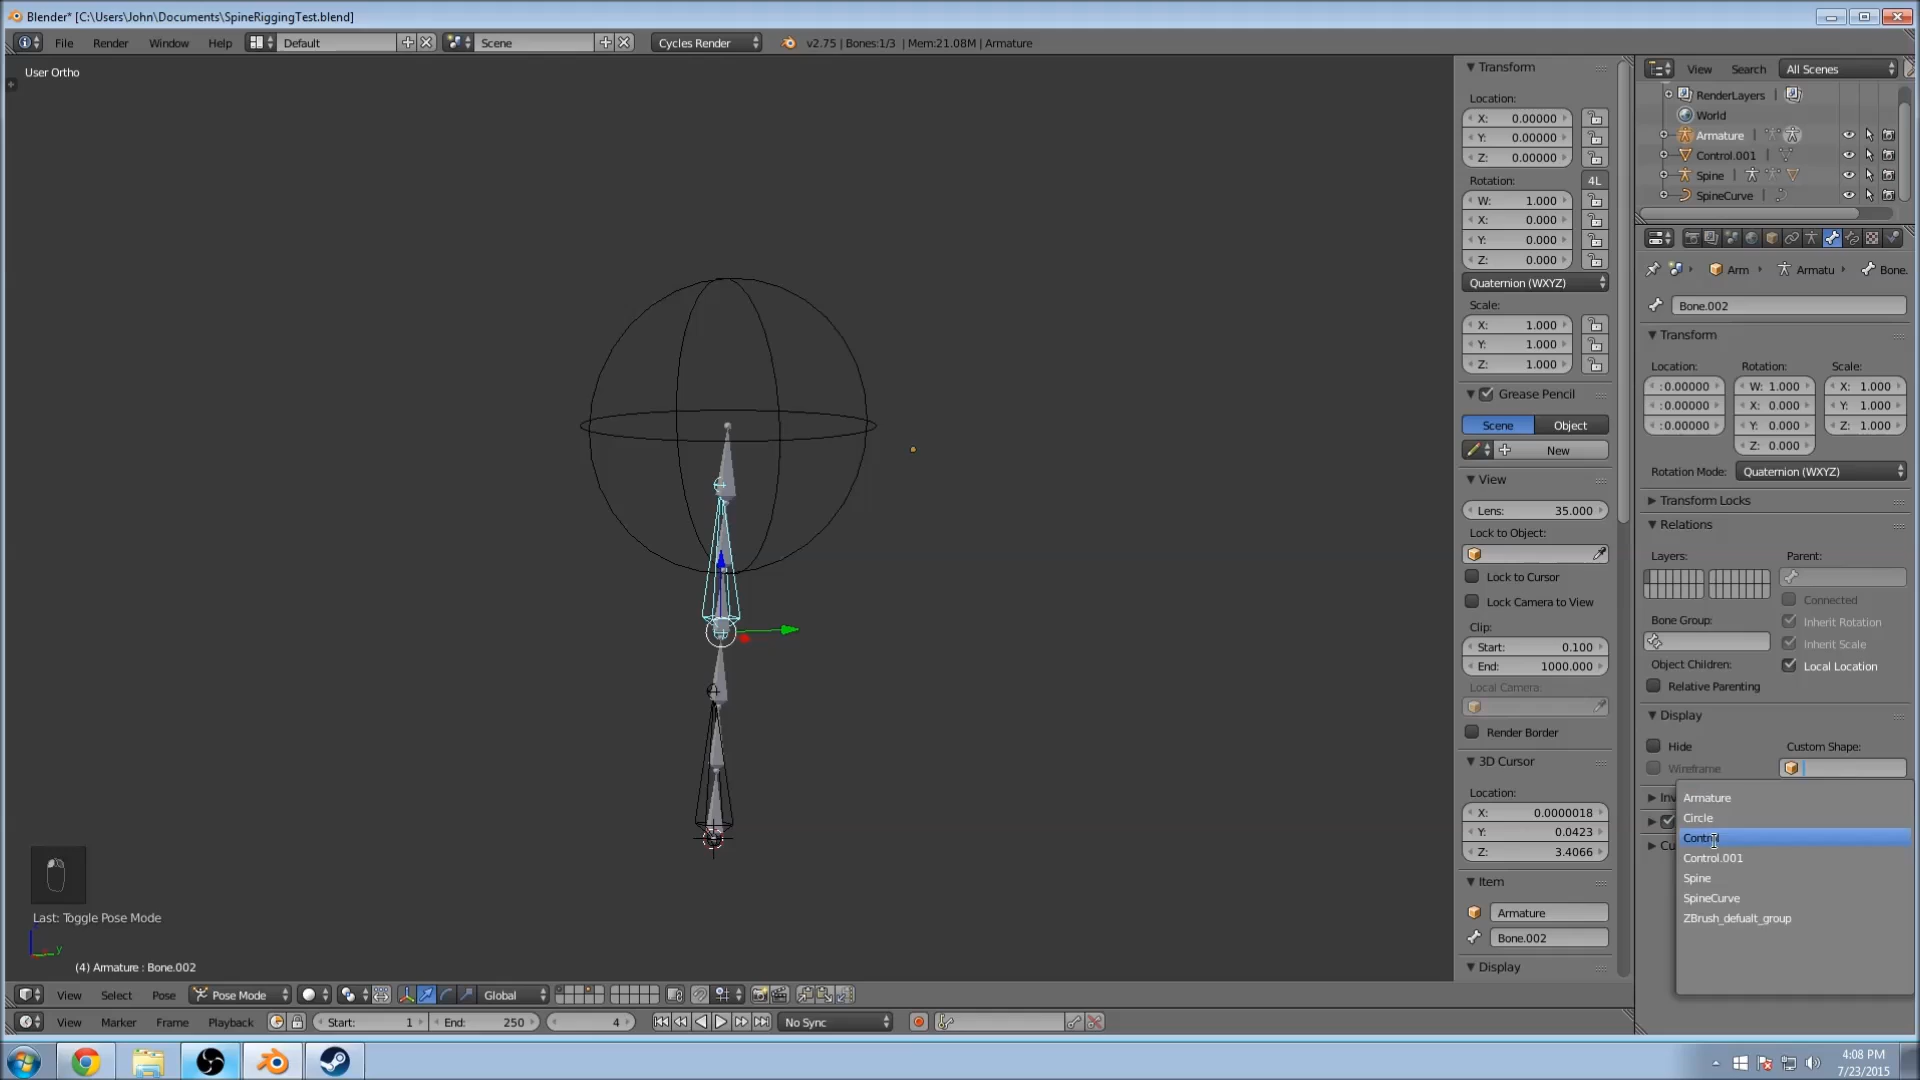 Blender* [C:\Users\John\Documents\SpineRiggingTest.blend]
File Render Window Help Default Scene Cycles Render v2.75 | Bones:1/3 | Mem:21.08M | Armature
User Ortho
Transform
Location:
X: 0.00000
Y: 0.00000
Z: 0.00000
Rotation: 4L
W: 1.000
X: 0.000
Y: 0.000
Z: 0.000
Quaternion (WXYZ)
Scale:
X: 1.000
Y: 1.000
Z: 1.000
Grease Pencil
Scene Object
New
View
Lens: 35.000
Lock to Object:
Lock to Cursor
Lock Camera to View
Clip:
Start: 0.100
End: 1000.000
Local Camera:
Render Border
3D Cursor
Location:
X: 0.0000018
Y: 0.0423
Z: 3.4066
Item
Armature
Bone.002
Display
View Search All Scenes
RenderLayers |
World
Armature |
Control.001 |
Spine |
SpineCurve |
Arm Armatu Bone.
Bone.002
Transform
Location: Rotation: Scale:
:0.00000 W: 1.000 X: 1.000
:0.00000 X: 0.000 Y: 1.000
:0.00000 Y: 0.000 Z: 1.000
Z: 0.000
Rotation Mode: Quaternion (WXYZ)
Transform Locks
Relations
Layers: Parent:
Connected
Bone Group: Inherit Rotation
Inherit Scale
Object Children: Local Location
Relative Parenting
Display
Hide Custom Shape:
Wireframe
Armature
Circle
Control.001
Spine
SpineCurve
ZBrush_defualt_group
Last: Toggle Pose Mode
y
(4) Armature : Bone.002
View Select Pose Pose Mode Global
View Marker Frame Playback Start: 1 End: 250 4 No Sync
4:08 PM
7/23/2015